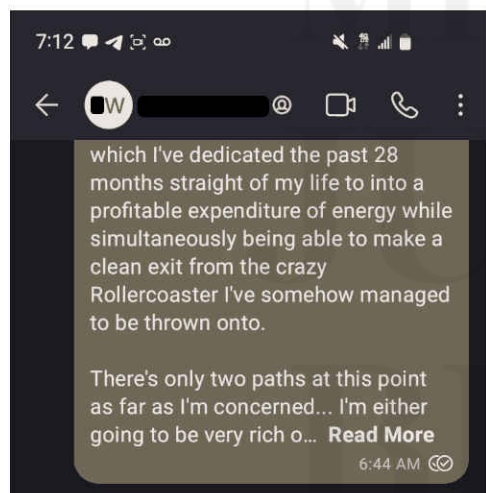 7:12
W
which I've dedicated the past 28
months straight of my life to into a
profitable expenditure of energy while
simultaneously being able to make a
clean exit from the crazy
Rollercoaster I've somehow managed
to be thrown onto.
There's only two paths at this point
as far as I'm concerned... I'm either
going to be very rich o... Read More
6:44 AM